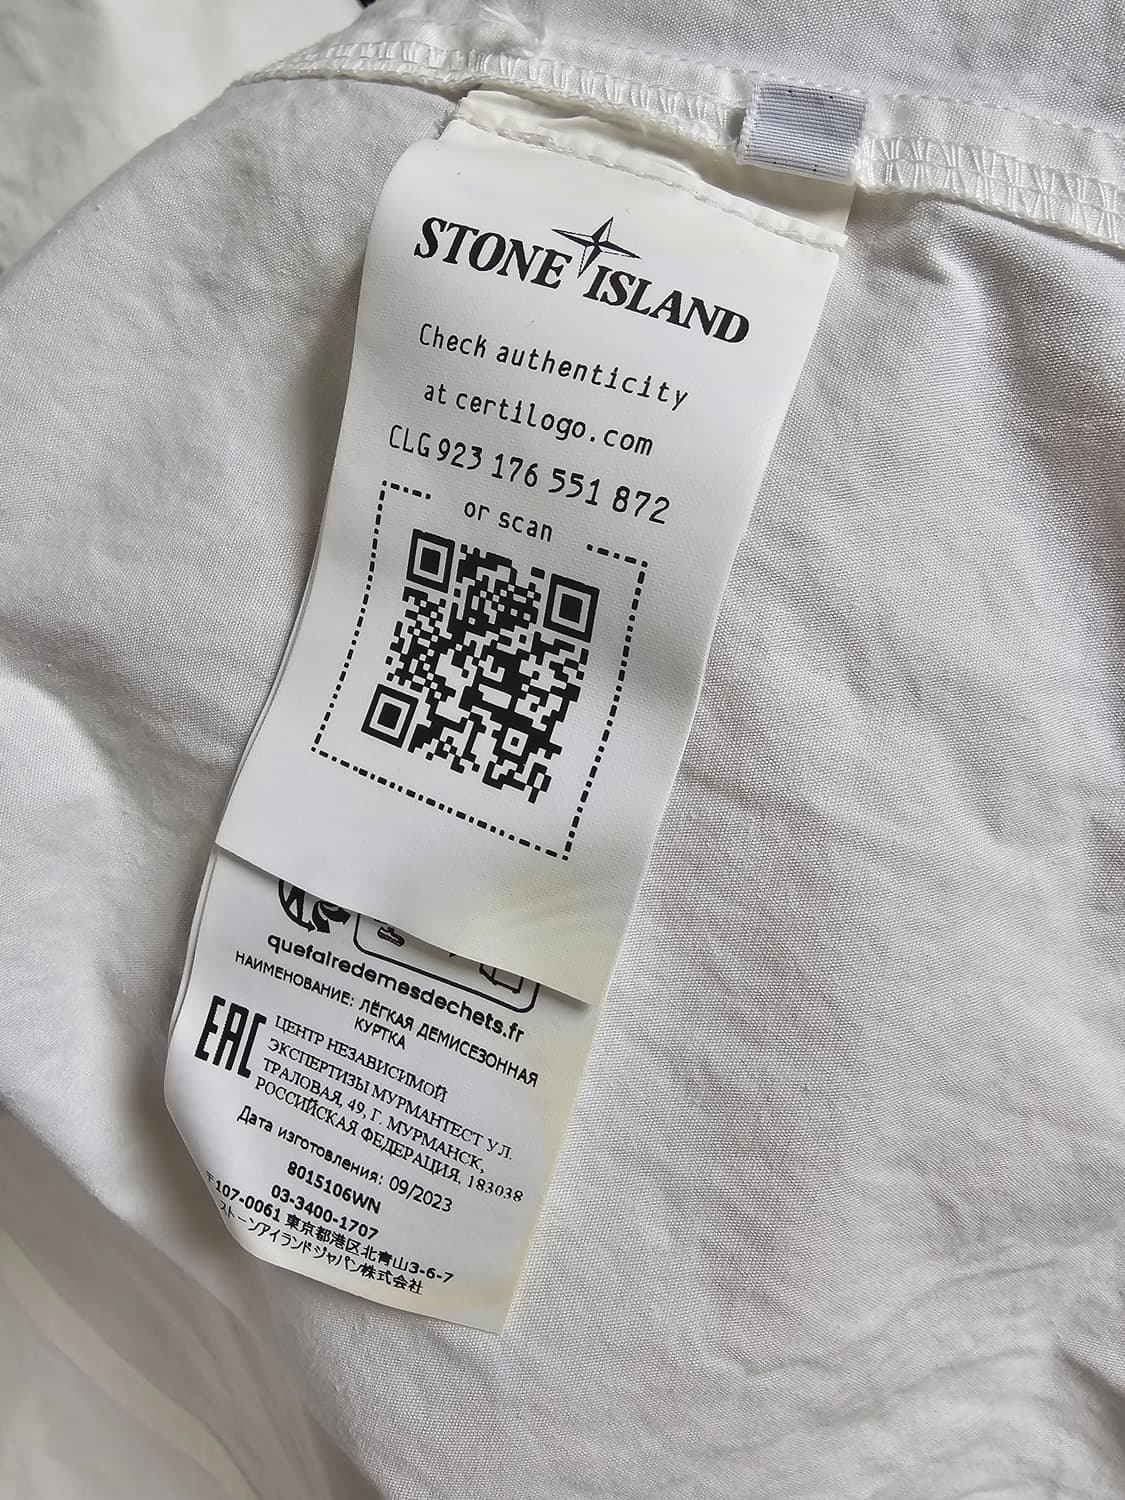 STONE ISLAND
Check authenticity
at certilogo.com
CLG 923 176 551 872
or scan
quefairedemesdechets.fr
НАИМЕНОВАНИЕ: ЛЁГКАЯ ДЕМИСЕЗОННАЯ
КУРТКА
EAC
ЦЕНТР НЕЗАВИСИМОЙ
ЭКСПЕРТИЗЫ МУРМАНТЕСТ УЛ.
ТРАЛОВАЯ, 49, Г. МУРМАНСК,
РОССИЙСКАЯ ФЕДЕРАЦИЯ, 183038
Дата изготовления: 09/2023
8015106WN
03-3400-1707
〒107-0061 東京都港区北青山3-6-7
ストーンアイランドジャパン株式会社